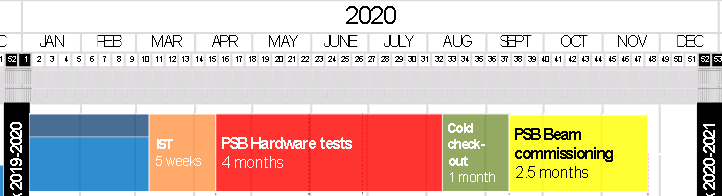 2020
C JAN FEB MAR APR MAY JUNE JULY AUG SEPT OCT NOV DEC
52 1 2 3 4 5 6 7 8 9 10 11 12 13 14 15 16 17 18 19 20 21 22 23 24 25 26 27 28 29 30 31 32 33 34 35 36 37 38 39 40 41 42 43 44 45 46 47 48 49 50 51 52 53
X 2019-2020
IST
5 weeks
PSB Hardware tests
4 months
Cold
check-
out
1 month
PSB Beam
commissioning
2.5 months
X 2020-2021